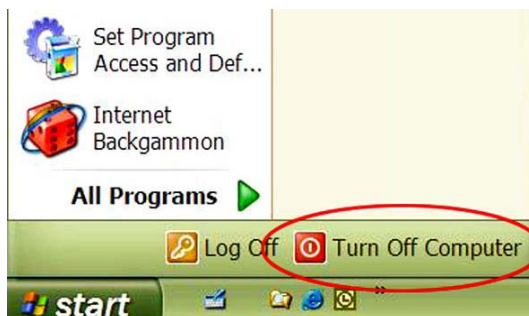 Set Program
Access and Def...
Internet
Backgammon
All Programs
Log Off
Turn Off Computer
start